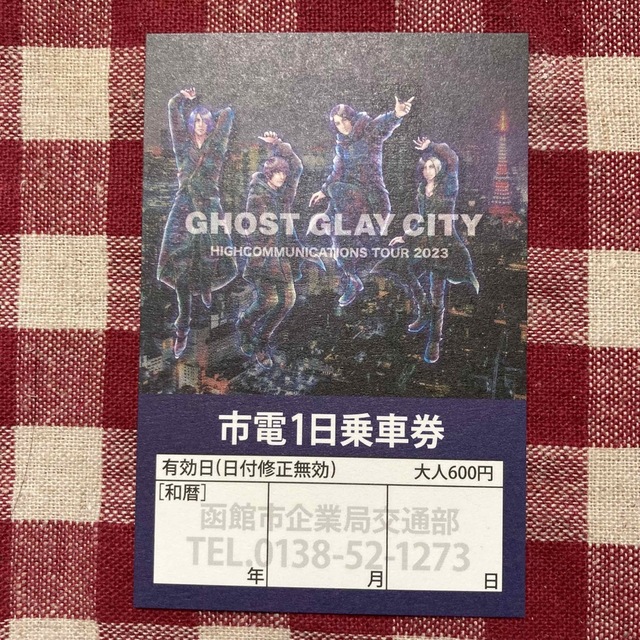 GHOST GLAY CITY
HIGHCOMMUNICATIONS TOUR 2023
市電1日乗車券
有効日(日付修正無効) 大人600円
[和暦]
函館市企業局交通部
TEL.0138-52-1273
年 月 日